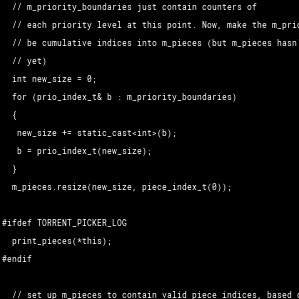 // m_priority_boundaries just contain counters of
// each priority level at this point. Now, make the
// be cumulative indices into m_pieces (but m_pieces
// yet)
int new_size = 0;
for (prio_index_t& b : m_priority_boundaries)
{
new_size += static_cast<int>(b);
b = prio_index_t(new_size);
}
m_pieces.resize(new_size, piece_index_t(0));
#ifdef TORRENT_PICKER_LOG
print_pieces(*this);
#endif
// set up m_pieces to contain valid piece indices, based